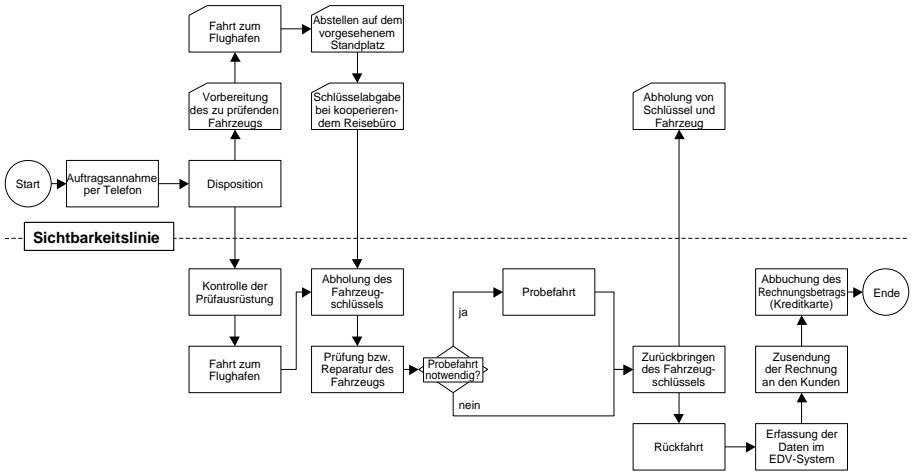 Fahrt zum
Flughafen
Abstellen auf dem
vorgesehenem
Standplatz
Vorbereitung
des zu prüfenden
Fahrzeugs
Schlüsselabgabe
bei kooperieren-
dem Reisebüro
Abholung von
Schlüssel und
Fahrzeug
Start
Auftragsannahme
per Telefon
Disposition
Sichtbarkeitslinie
Kontrolle der
Prüfausrüstung
Abholung des
Fahrzeug-
schlüssels
Probefahrt
Abbuchung des
Rechnungsbetrags
(Kreditkarte)
Ende
ja
Fahrt zum
Flughafen
Prüfung bzw.
Reparatur des
Fahrzeugs
Probefahrt
notwendig?
nein
Zurückbringen
des Fahrzeug-
schlüssels
Zusendung
der Rechnung
an den Kunden
Rückfahrt
Erfassung der
Daten im
EDV-System